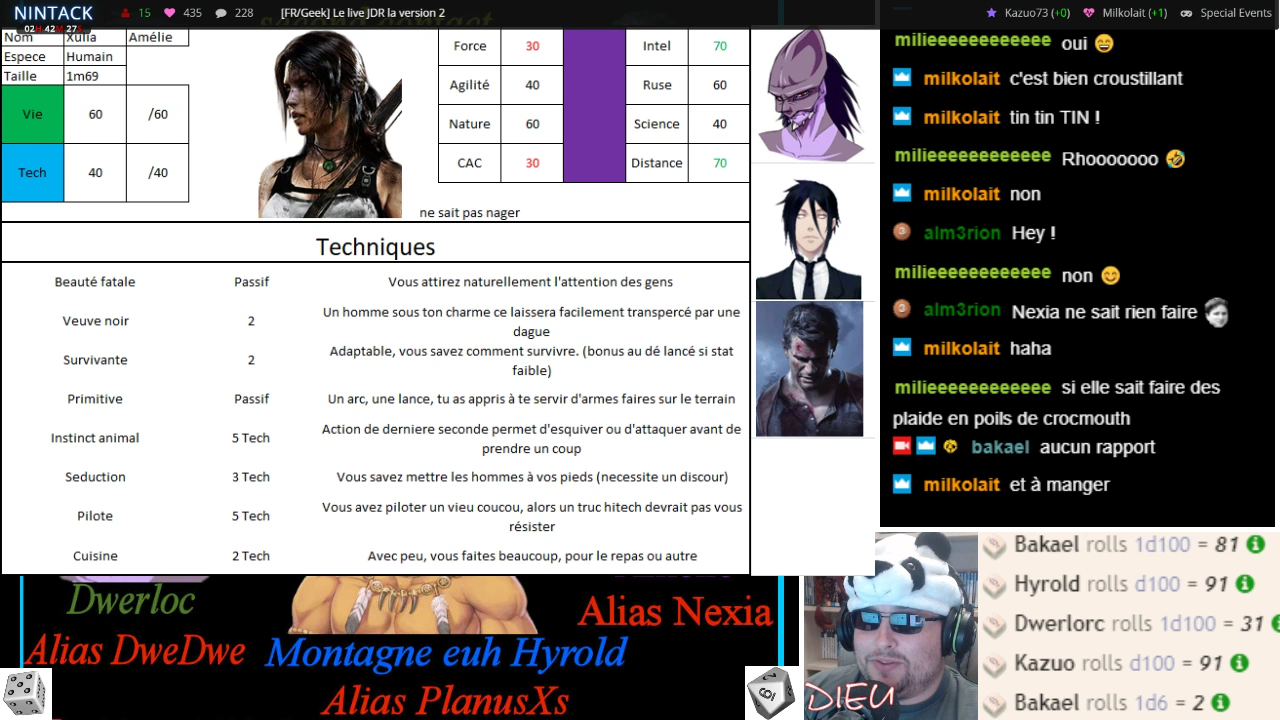 NINTACK
15 435 228
[FR/Geek] Le live JDR la version 2
Kazuo73 (+0) Milkolait (+1) Special Events
second contact
Nom Xulia Amélie
Espece Humain
Taille 1m69
Vie 60 /60
Tech 40 /40
Force 30 Intel 70
Agilité 40 Ruse 60
Nature 60 Science 40
CAC 30 Distance 70
ne sait pas nager
Techniques
Beauté fatale Passif Vous attirez naturellement l'attention des gens
Veuve noir 2 Un homme sous ton charme ce laissera facilement transpercé par une
dague
Survivante 2 Adaptable, vous savez comment survivre. (bonus au dé lancé si stat
faible)
Primitive Passif Un arc, une lance, tu as appris à te servir d'armes faires sur le terrain
Instinct animal 5 Tech Action de derniere seconde permet d'esquiver ou d'attaquer avant de
prendre un coup
Seduction 3 Tech Vous savez mettre les hommes à vos pieds (necessite un discour)
Pilote 5 Tech Vous avez piloter un vieu coucou, alors un truc hitech devrait pas vous
résister
Cuisine 2 Tech Avec peu, vous faites beaucoup, pour le repas ou autre
Dwerloc
Alias DweDwe
Montagne euh Hyrold
Alias PlanusXs
Alias Nexia
milieeeeeeeeeeee oui
milkolait c'est bien croustillant
milkolait tin tin TIN !
milieeeeeeeeeeee Rhooooooo
milkolait non
alm3rion Hey !
milieeeeeeeeeeee non
alm3rion Nexia ne sait rien faire
milkolait haha
milieeeeeeeeeeee si elle sait faire des
plaide en poils de crocmouth
bakael aucun rapport
milkolait et à manger
DIEU
Bakael rolls 1d100 = 81
Hyrold rolls d100 = 91
Dwerlorc rolls 1d100 = 31
Kazuo rolls d100 = 91
Bakael rolls 1d6 = 2